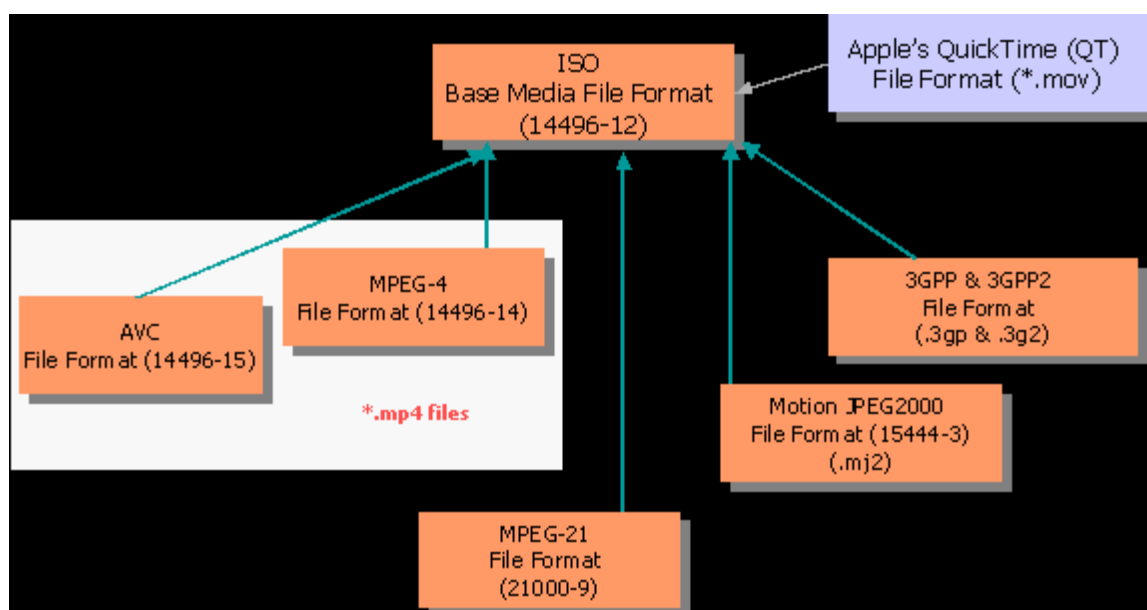 ISO
Base Media File Format
(14496-12)
Apple's QuickTime (QT)
File Format (*.mov)
MPEG-4
File Format (14496-14)
AVC
File Format (14496-15)
*.mp4 files
3GPP & 3GPP2
File Format
(.3gp & .3g2)
Motion JPEG2000
File Format (15444-3)
(.mj2)
MPEG-21
File Format
(21000-9)